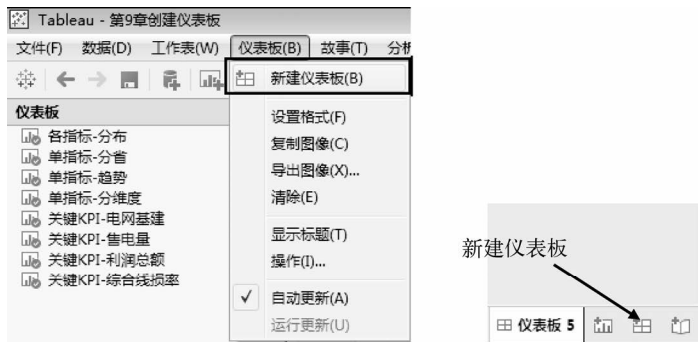 Tableau - 第9章创建仪表板
文件(F) 数据(D) 工作表(W) 仪表板(B) 故事(T) 分析
新建仪表板(B)
仪表板
各指标-分布
单指标-分省
单指标-趋势
单指标-分维度
关键KPI-电网基建
关键KPI-售电量
关键KPI-利润总额
关键KPI-综合线损率
设置格式(F)
复制图像(C)
导出图像(X)...
清除(E)
显示标题(T)
操作(I)...
自动更新(A)
运行更新(U)
新建仪表板
仪表板 5